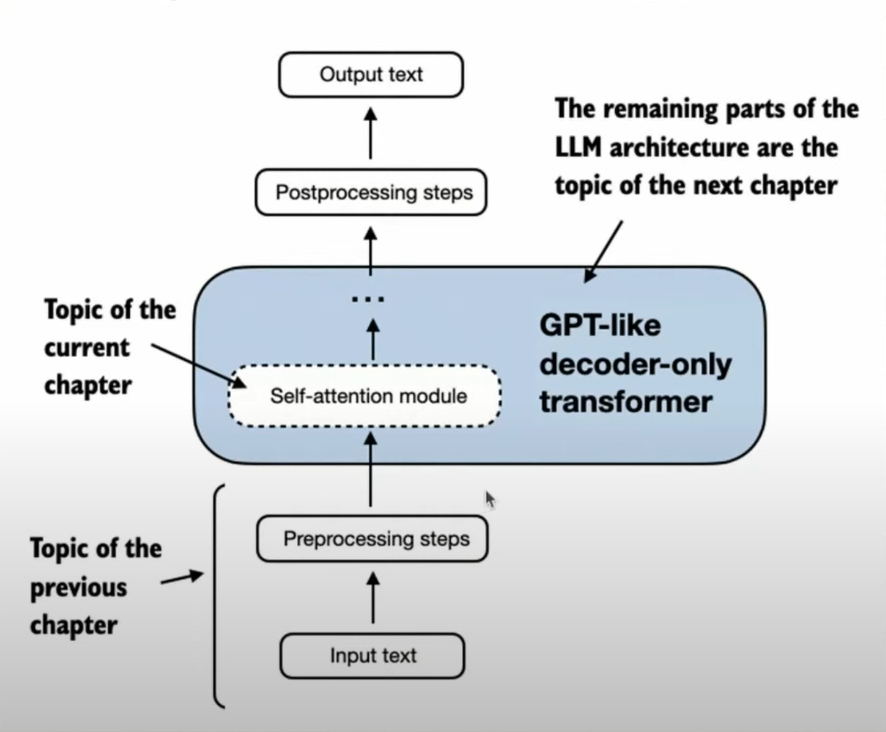 Output text
The remaining parts of the
LLM architecture are the
topic of the next chapter
Postprocessing steps
...
Topic of the
current
chapter
GPT-like
decoder-only
transformer
Self-attention module
Preprocessing steps
Topic of the
previous
chapter
Input text